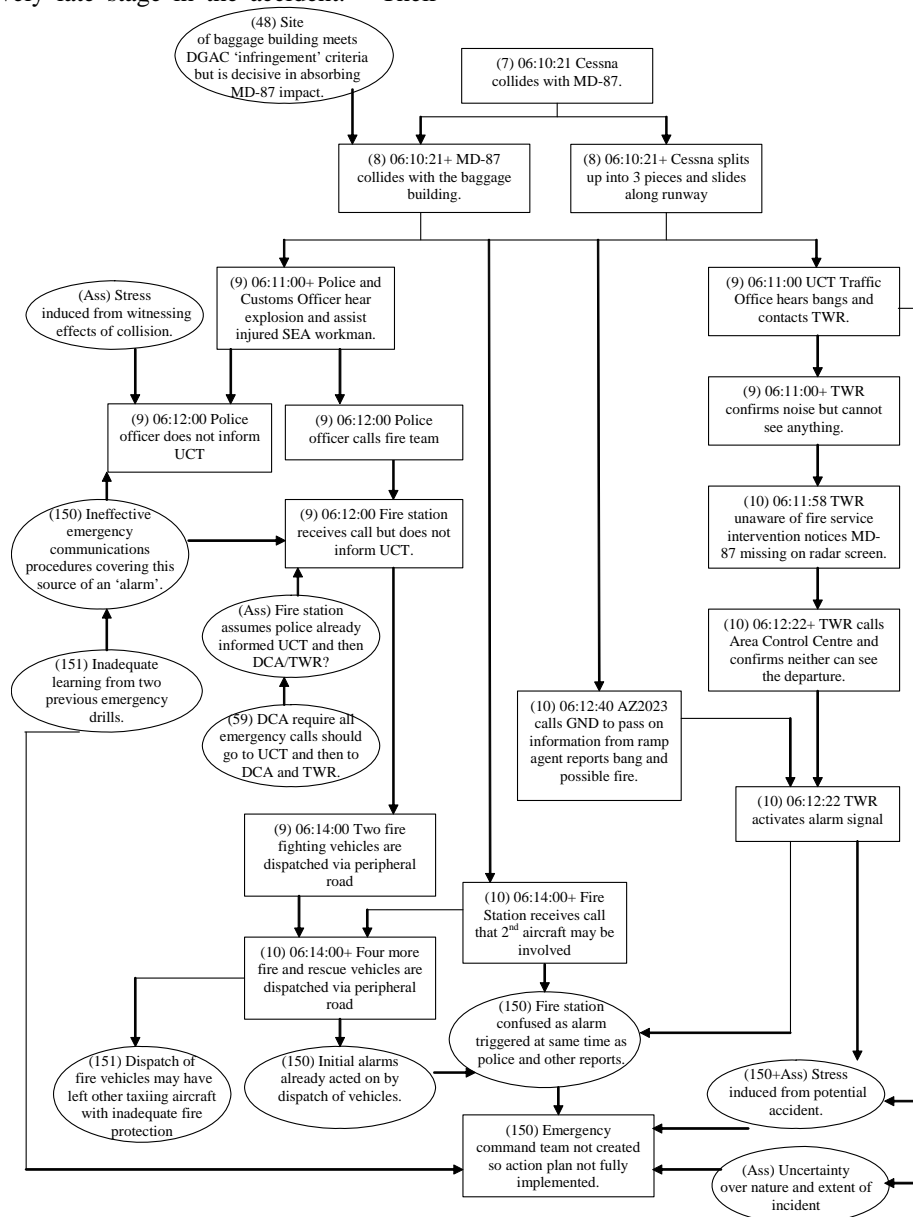 very late stage in the accident. Their
(48) Site
of baggage building meets
DGAC ‘infringement’ criteria
but is decisive in absorbing
MD-87 impact.
(7) 06:10:21 Cessna
collides with MD-87.
(8) 06:10:21+ MD-87
collides with the baggage
building.
(8) 06:10:21+ Cessna splits
up into 3 pieces and slides
along runway
(Ass) Stress
induced from witnessing
effects of collision.
(9) 06:11:00+ Police and
Customs Officer hear
explosion and assist
injured SEA workman.
(9) 06:11:00 UCT Traffic
Office hears bangs and
contacts TWR.
(9) 06:12:00 Police
officer does not inform
UCT
(9) 06:12:00 Police
officer calls fire team
(9) 06:11:00+ TWR
confirms noise but cannot
see anything.
(150) Ineffective
emergency
communications
procedures covering this
source of an ‘alarm’.
(9) 06:12:00 Fire station
receives call but does not
inform UCT.
(10) 06:11:58 TWR
unaware of fire service
intervention notices MD-
87 missing on radar screen.
(Ass) Fire station
assumes police already
informed UCT and then
DCA/TWR?
(10) 06:12:22+ TWR calls
Area Control Centre and
confirms neither can see
the departure.
(151) Inadequate
learning from two
previous emergency
drills.
(59) DCA require all
emergency calls should
go to UCT and then to
DCA and TWR.
(10) 06:12:40 AZ2023
calls GND to pass on
information from ramp
agent reports bang and
possible fire.
(10) 06:12:22 TWR
activates alarm signal
(9) 06:14:00 Two fire
fighting vehicles are
dispatched via peripheral
road
(10) 06:14:00+ Fire
Station receives call
that 2nd aircraft may be
involved
(10) 06:14:00+ Four more
fire and rescue vehicles are
dispatched via peripheral
road
(150) Fire station
confused as alarm
triggered at same time as
police and other reports.
(151) Dispatch of
fire vehicles may have
left other taxiing aircraft
with inadequate fire
protection
(150) Initial alarms
already acted on by
dispatch of vehicles.
(150+Ass) Stress
induced from potential
accident.
(150) Emergency
command team not created
so action plan not fully
implemented.
(Ass) Uncertainty
over nature and extent of
incident